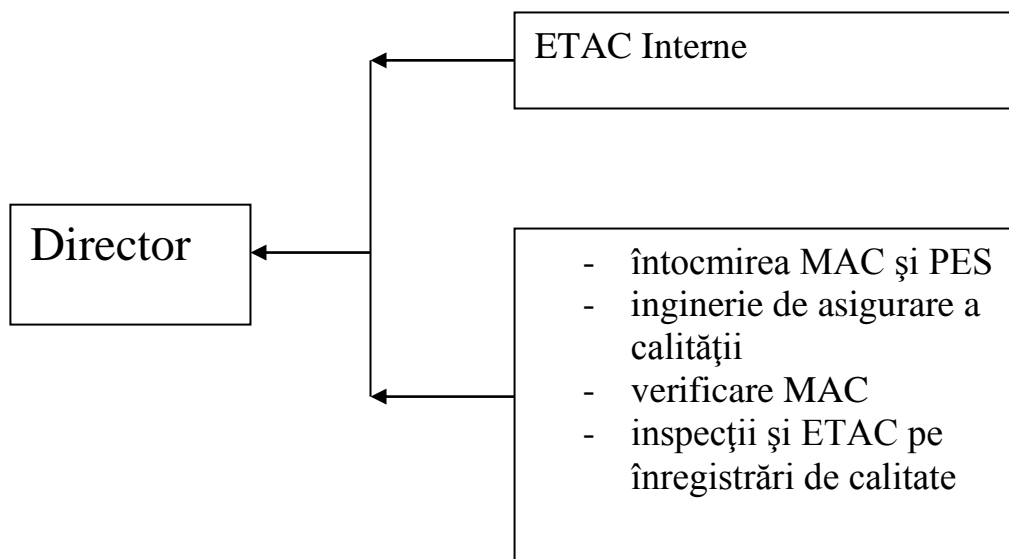 ETAC Interne
Director
- întocmirea MAC şi PES
- inginerie de asigurare a
calităţii
- verificare MAC
- inspecţii şi ETAC pe
înregistrări de calitate